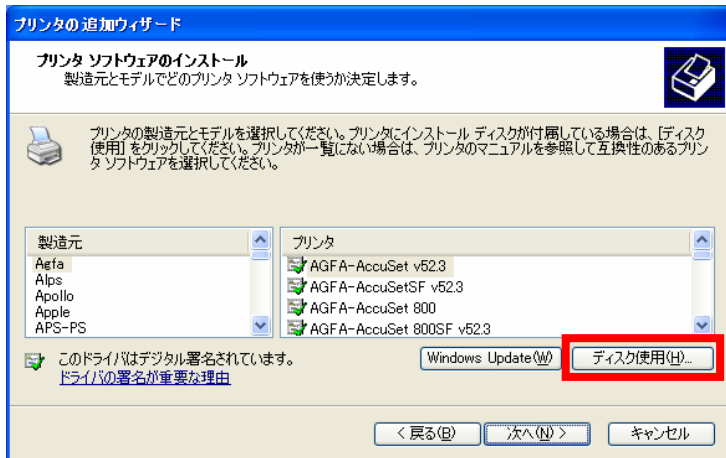 プリンタの追加ウィザード
プリンタ ソフトウェアのインストール
製造元とモデルでどのプリンタ ソフトウェアを使うか決定します。
プリンタの製造元とモデルを選択してください。プリンタにインストール ディスクが付属している場合は、[ディスク
使用] をクリックしてください。プリンタが一覧にない場合は、プリンタのマニュアルを参照して互換性のあるプリン
タ ソフトウェアを選択してください。
製造元
Agfa
Alps
Apollo
Apple
APS-PS
プリンタ
AGFA-AccuSet v52.3
AGFA-AccuSetSF v52.3
AGFA-AccuSet 800
AGFA-AccuSet 800SF v52.3
このドライバはデジタル署名されています。
ドライバの署名が重要な理由
Windows Update(W)
ディスク使用(H)...
< 戻る(B)
次へ(N) >
キャンセル